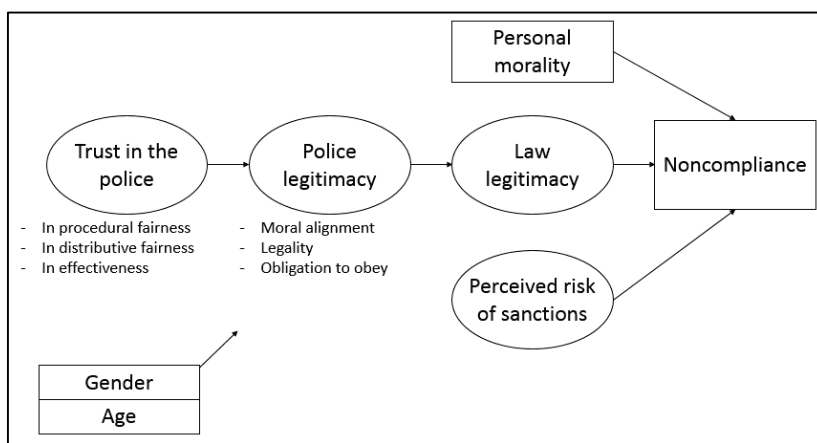 Personal
morality
Trust in the
police
Police
legitimacy
Law
legitimacy
Noncompliance
- In procedural fairness
- In distributive fairness
- In effectiveness
- Moral alignment
- Legality
- Obligation to obey
Perceived risk
of sanctions
Gender
Age